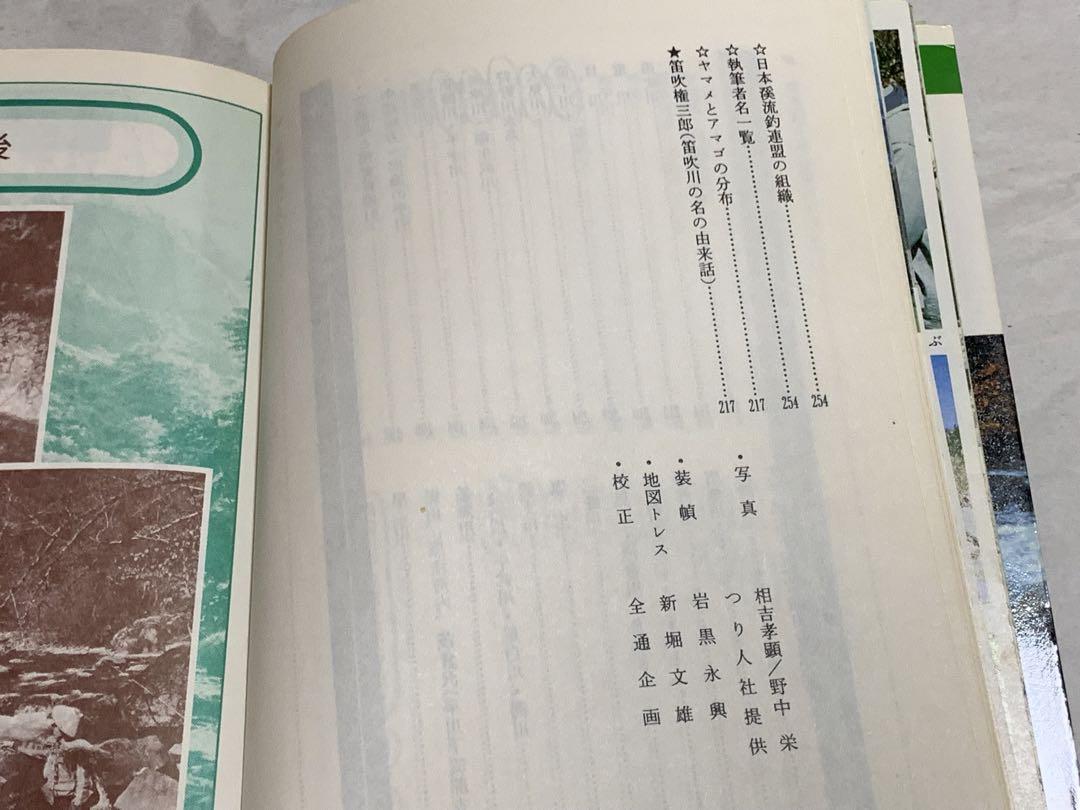 ☆日本渓流釣連盟の組織……………254
☆執筆者名一覧……………254
☆ヤマメとアマゴの分布……………217
★笛吹権三郎(笛吹川の名の由来話)……………217
・写真　相吉孝顕/野中　栄
つり人社提供
・装幀　岩黒永興
・地図トレス　新堀文雄
・校正　全通企画
後
ぶ